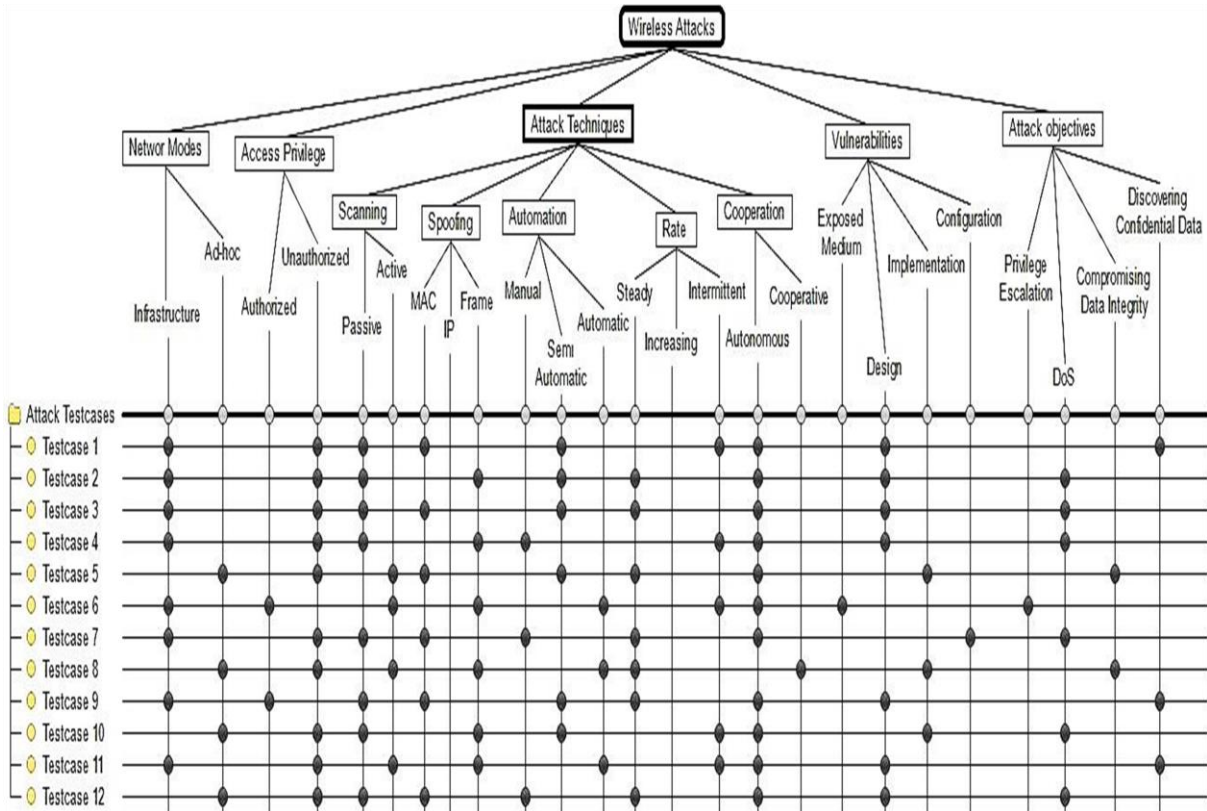 Wireless Attacks
Networ Modes
Access Privilege
Attack Techniques
Vulnerabilities
Attack objectives
Scanning
Spoofing
Automation
Rate
Cooperation
Infrastructure
Ad-hoc
Authorized
Unauthorized
Passive
Active
MAC
IP
Frame
Manual
Semi
Automatic
Automatic
Steady
Increasing
Intermittent
Autonomous
Cooperative
Exposed
Medium
Design
Implementation
Configuration
Privilege
Escalation
DoS
Compromising
Data Integrity
Discovering
Confidential Data
Attack Testcases
Testcase 1
Testcase 2
Testcase 3
Testcase 4
Testcase 5
Testcase 6
Testcase 7
Testcase 8
Testcase 9
Testcase 10
Testcase 11
Testcase 12